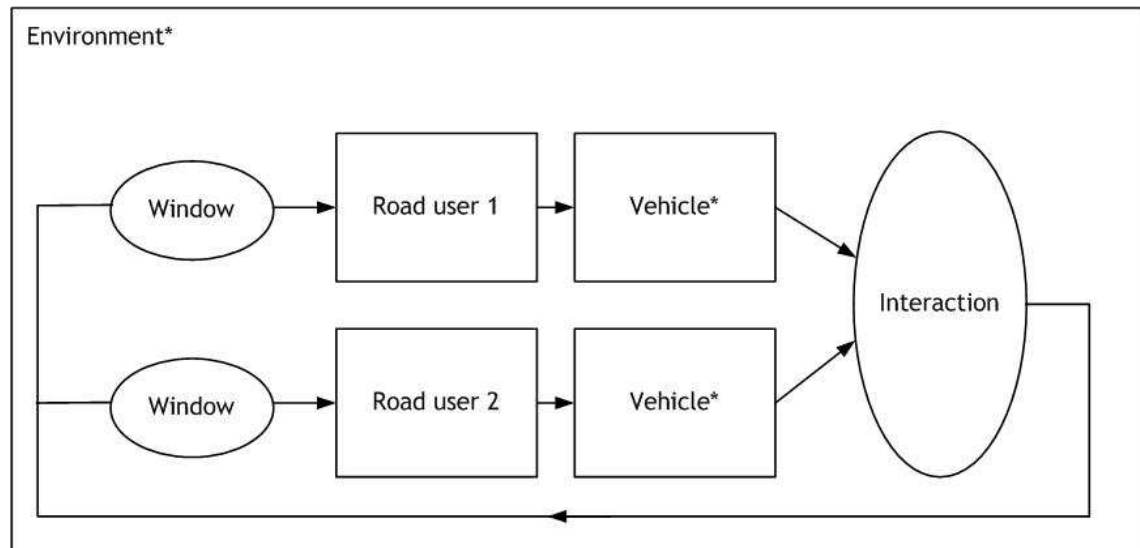 Environment*
Window
Road user 1
Vehicle*
Interaction
Window
Road user 2
Vehicle*